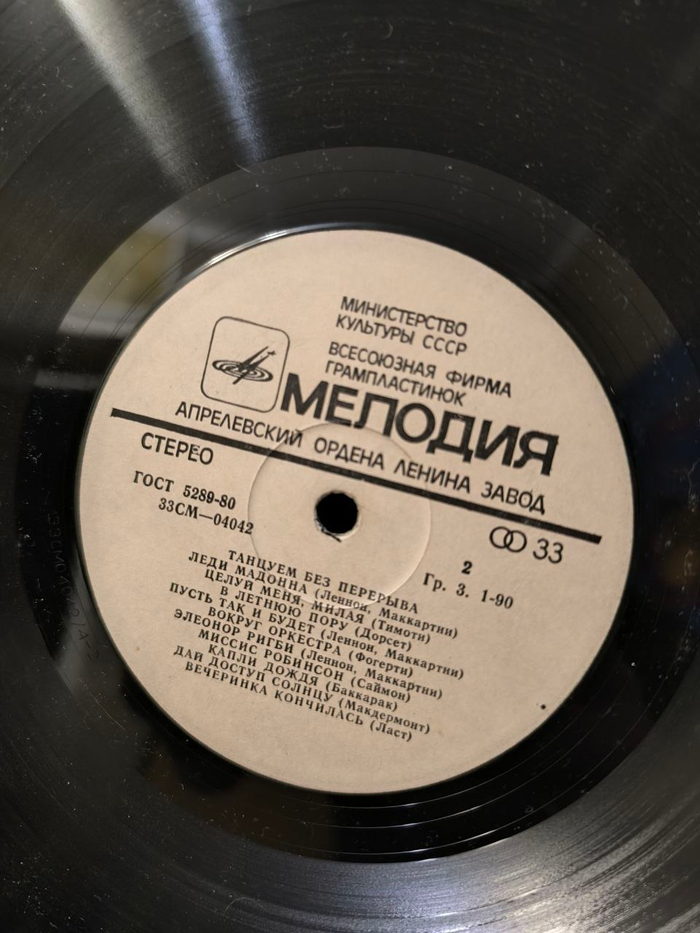 МИНИСТЕРСТВО
КУЛЬТУРЫ СССР
ВСЕСОЮЗНАЯ ФИРМА
ГРАМПЛАСТИНОК
МЕЛОДИЯ
АПРЕЛЕВСКИЙ ОРДЕНА ЛЕНИНА ЗАВОД
СТЕРЕО
33
ГОСТ 5289-80
33СМ—04042
2
Гр. 3. 1-90
ТАНЦУЕМ БЕЗ ПЕРЕРЫВА
ЛЕДИ МАДОННА (Леннон, Маккартни)
ЦЕЛУЙ МЕНЯ, МИЛАЯ (Тимоти)
В ЛЕТНЮЮ ПОРУ (Дорсет)
ПУСТЬ ТАК И БУДЕТ (Леннон, Маккартни)
ВОКРУГ ОРКЕСТРА (Фогерти)
ЭЛЕОНОР РИГБИ (Леннон, Маккартни)
МИССИС РОБИНСОН (Саймон)
КАПЛИ ДОЖДЯ (Баккарак)
ДАЙ ДОСТУП СОЛНЦУ (Макдермонт)
ВЕЧЕРИНКА КОНЧИЛАСЬ (Ласт)